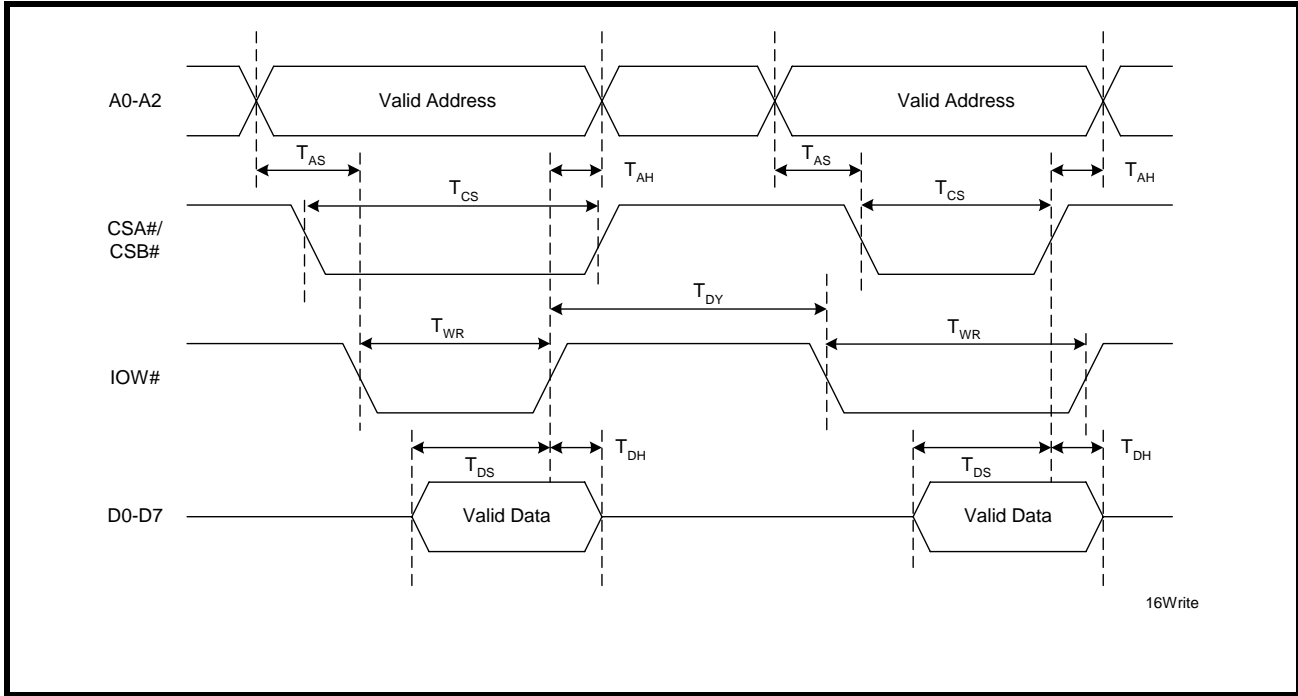 A0-A2
Valid Address
Valid Address
TAS
TAH
TAS
TAH
TCS
TCS
CSA#/
CSB#
TDY
TWR
TWR
IOW#
TDS
TDH
TDS
TDH
D0-D7
Valid Data
Valid Data
16Write